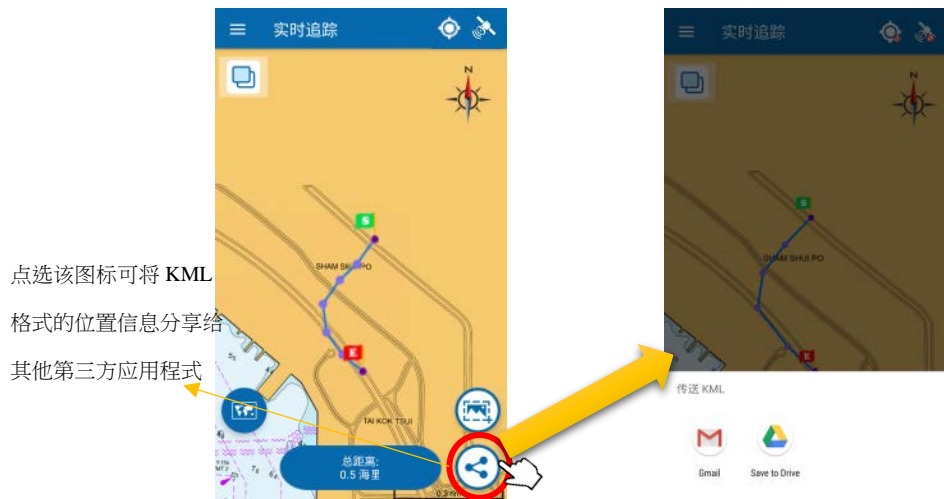 实时追踪
N
S
SHAM SHUI PO
E
TAI KOK TSUI
总距离:
0.5 海里
0.3 nm
点选该图标可将 KML
格式的位置信息分享给
其他第三方应用程式
实时追踪
N
S
SHAM SHUI PO
E
传送 KML
Gmail
Save to Drive